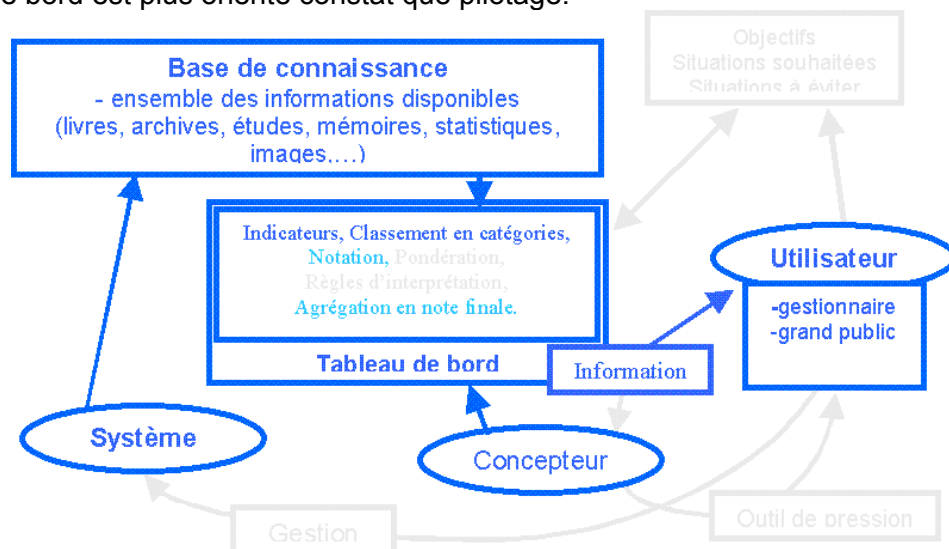 e bord est plus orienté constat que pilotage.
Objectifs
Situations souhaitées
Situations à éviter
Base de connaissance
- ensemble des informations disponibles
(livres, archives, études, mémoires, statistiques,
images,...)
Indicateurs, Classement en catégories,
Notation, Pondération,
Règles d'interprétation,
Agrégation en note finale.
Tableau de bord
Information
Utilisateur
-gestionnaire
-grand public
Système
Concepteur
Gestion
Outil de pression